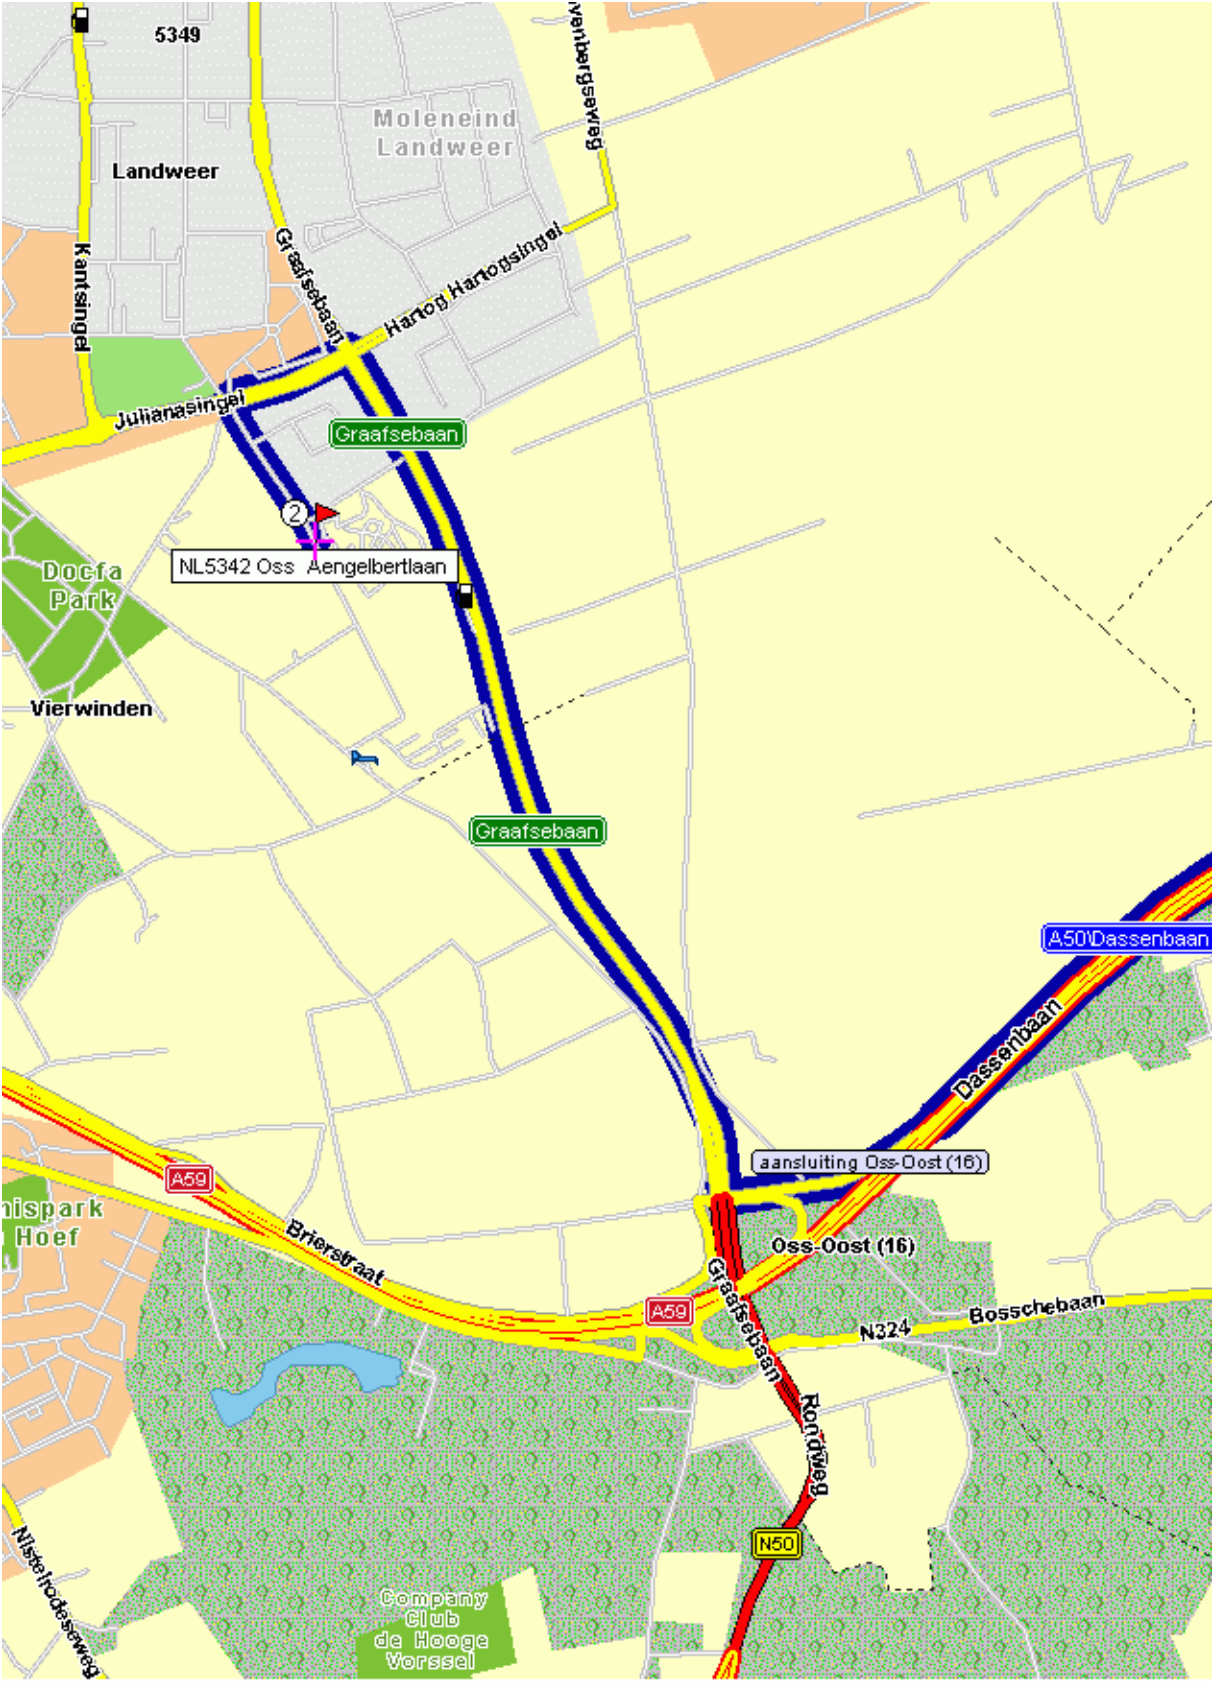 5349
Moleneind
Landweer
Landweer
Kantsingel
Graafsebaan
Hartog Hartogsingel
Julianasingel
Graafsebaan
2
NL5342 Oss Aengelbertlaan
Docfa
Park
Vierwinden
Graafsebaan
A50\Dassenbaan
Dassenbaan
aansluiting Oss-Oost (16)
A59
nispark
Hoef
Brierstraat
Oss-Oost (16)
A59
Graafsebaan
N324
Bosschebaan
Rondweg
N50
Nistelrodeseweg
Company
Club
de Hooge
Vorssel